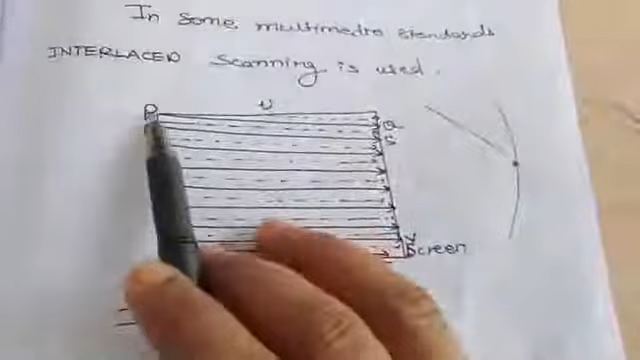 In some multimedia standards
INTERLACED Scanning is used.
P
U
Q
S
V
Screen